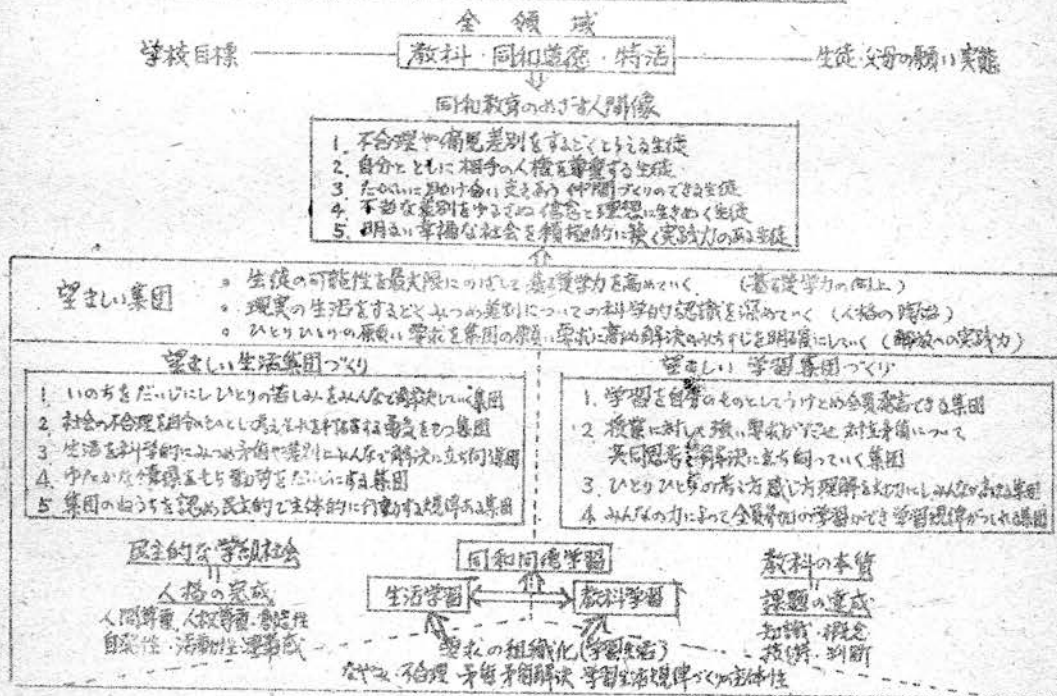 全領域
学校目標
教科・同和道徳・特活
生徒・父母の願い実態
同和教育のめざす人間像
1. 不合理や偏見差別をするどくとらえる生徒
2. 自分とともに相手の人権を尊重する生徒
3. たがいに助け合い支えあう仲間づくりのできる生徒
4. 不当な差別をゆるさぬ信念と理想に生きぬく生徒
5. 明るい幸福な社会を積極的に築く実践力のある生徒
望ましい集団
○ 生徒の可能性を最大限にのばして基礎学力を高めていく (基礎学力の向上)
○ 現実の生活をするどくみつめ差別についての科学的認識を深めていく (人格の陶冶)
○ ひとりひとりの願い要求を集団の願い要求に高め解決のみちすじを明確にしていく (解放への実践力)
望ましい生活集団づくり
1. いのちをだいじにしひとりの苦しみをみんなで解決していく集団
2. 社会の不合理を自分のひとして考えそれを する勇気をもつ集団
3. 生活を科学的にみつめ矛盾や差別にみんなで解決に立ち向う集団
4. ゆたかな をもち をだいじにする集団
5. 集団のねうちを認め民主的で主体的に行動する規律ある集団
望ましい学習集団づくり
1. 学習を自分のものとしてうけとめ全員発言できる集団
2. 授業に対して強い要求がだせ 矛盾について
共同思考で解決に立ち向っていく集団
3. ひとりひとりの考え方感じ方理解を大切にしみんなが高まる集団
4. みんなの力によって全員参加の学習ができ学習規律がつくれる集団
民主的な学級社会
人格の完成
人間尊重、人权尊重・創造性
自発性・活動性
同和 学習
生活学習
教科学習
要求の組織化(学習生活)
なやみ・不合理・矛盾 矛盾解決 学習生活規律づくり 主体性
教科の本質
課題の達成
知識・概念
技術・判断